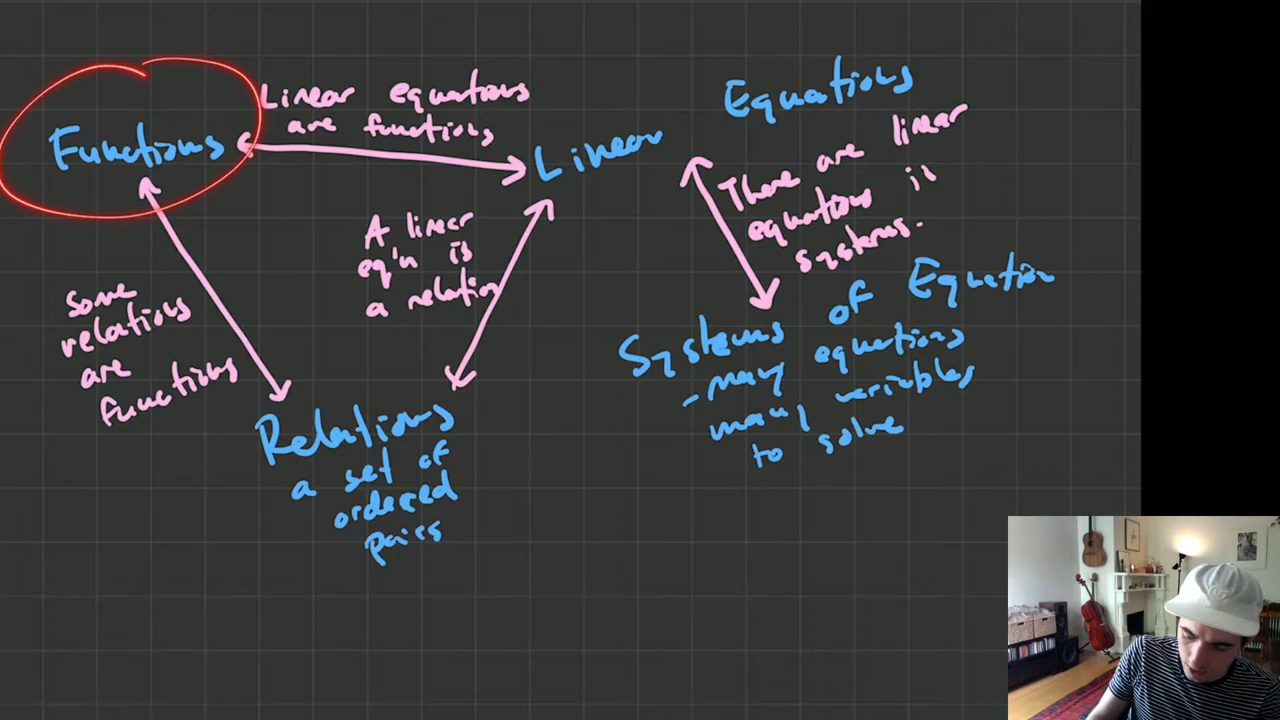 Functions
Linear equations
are functions
Linear
Equations
There are linear
equations in
systems.
A linear
eq'n is
a relation
Some
relations
are
functions
Relations
a set of
ordered
pairs
Systems of Equation
- many equations
many variables
to solve